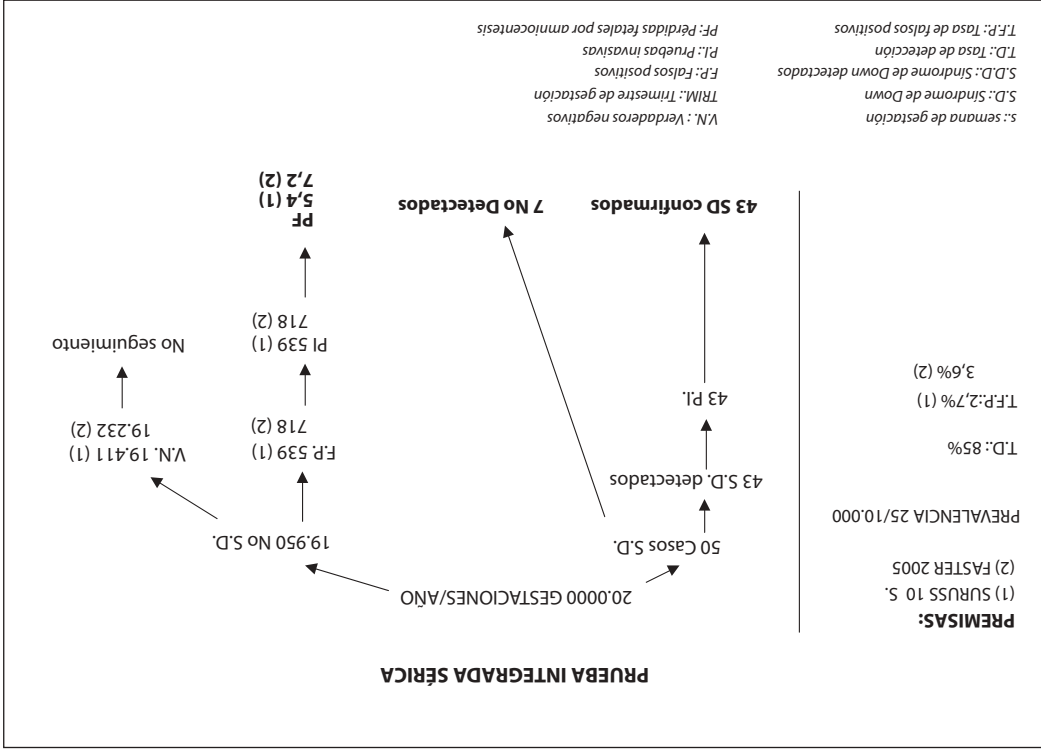 PRUEBA INTEGRADA SÉRICA
PREMISAS:
(1) SURUSS 10 S.
(2) FASTER 2005
PREVALENCIA 25/10.000
T.D.: 85%
T.F.P.:2,7% (1)
3,6% (2)
20.0000 GESTACIONES/AÑO
50 Casos S.D.
19.950 No S.D.
43 S.D. detectados
F.P. 539 (1)
718 (2)
V.N. 19.411 (1)
19.232 (2)
43 P.I.
PI 539 (1)
718 (2)
No seguimiento
43 SD confirmados
7 No Detectados
PF
5,4 (1)
7,2 (2)
s.: semana de gestación
S.D.: Síndrome de Down
S.D.D.: Síndrome de Down detectados
T.D.: Tasa de detección
T.F.P.: Tasa de falsos positivos
V.N. : Verdaderos negativos
TRIM.: Trimestre de gestación
F.P.: Falsos positivos
P.I.: Pruebas invasivas
PF: Pérdidas fetales por amniocentesis